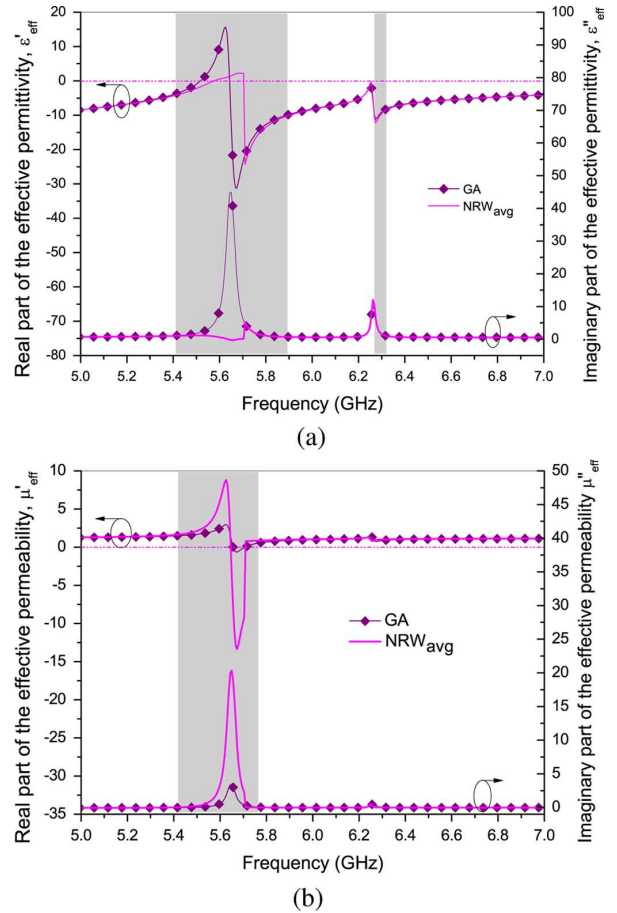 Real part of the effective permittivity, ε'eff
20
10
0
-10
-20
-30
-40
-50
-60
-70
-80
100
90
80
70
60
50
40
30
20
10
0
Imaginary part of the effective permittivity, ε"eff
GA
NRWavg
5.0 5.2 5.4 5.6 5.8 6.0 6.2 6.4 6.6 6.8 7.0
Frequency (GHz)
(a)
Real part of the effective permeability, μ'eff
10
5
0
-5
-10
-15
-20
-25
-30
-35
50
40
30
20
10
0
Imaginary part of the effective permeability μ"eff
GA
NRWavg
5.0 5.2 5.4 5.6 5.8 6.0 6.2 6.4 6.6 6.8 7.0
Frequency (GHz)
(b)